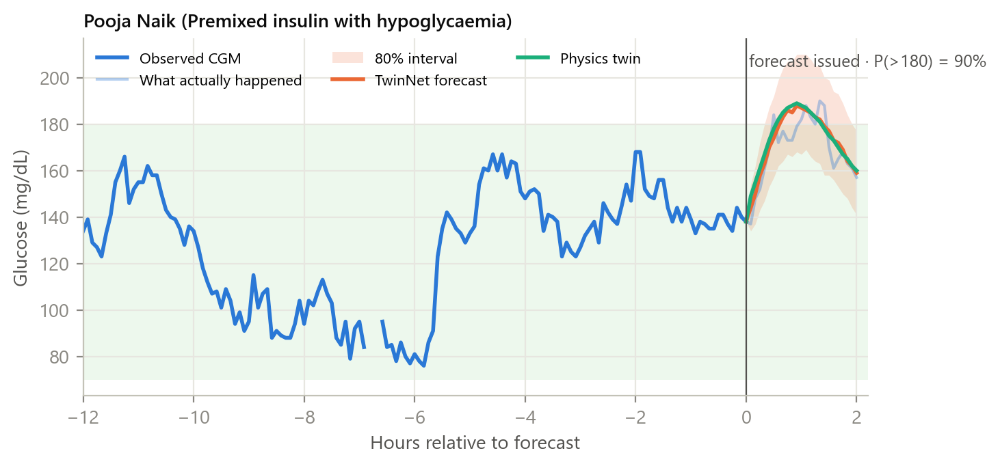 Pooja Naik (Premixed insulin with hypoglycaemia)
Observed CGM
What actually happened
80% interval
TwinNet forecast
Physics twin
forecast issued · P(>180) = 90%
Glucose (mg/dL)
200
180
160
140
120
100
80
−12 −10 −8 −6 −4 −2 0 2
Hours relative to forecast